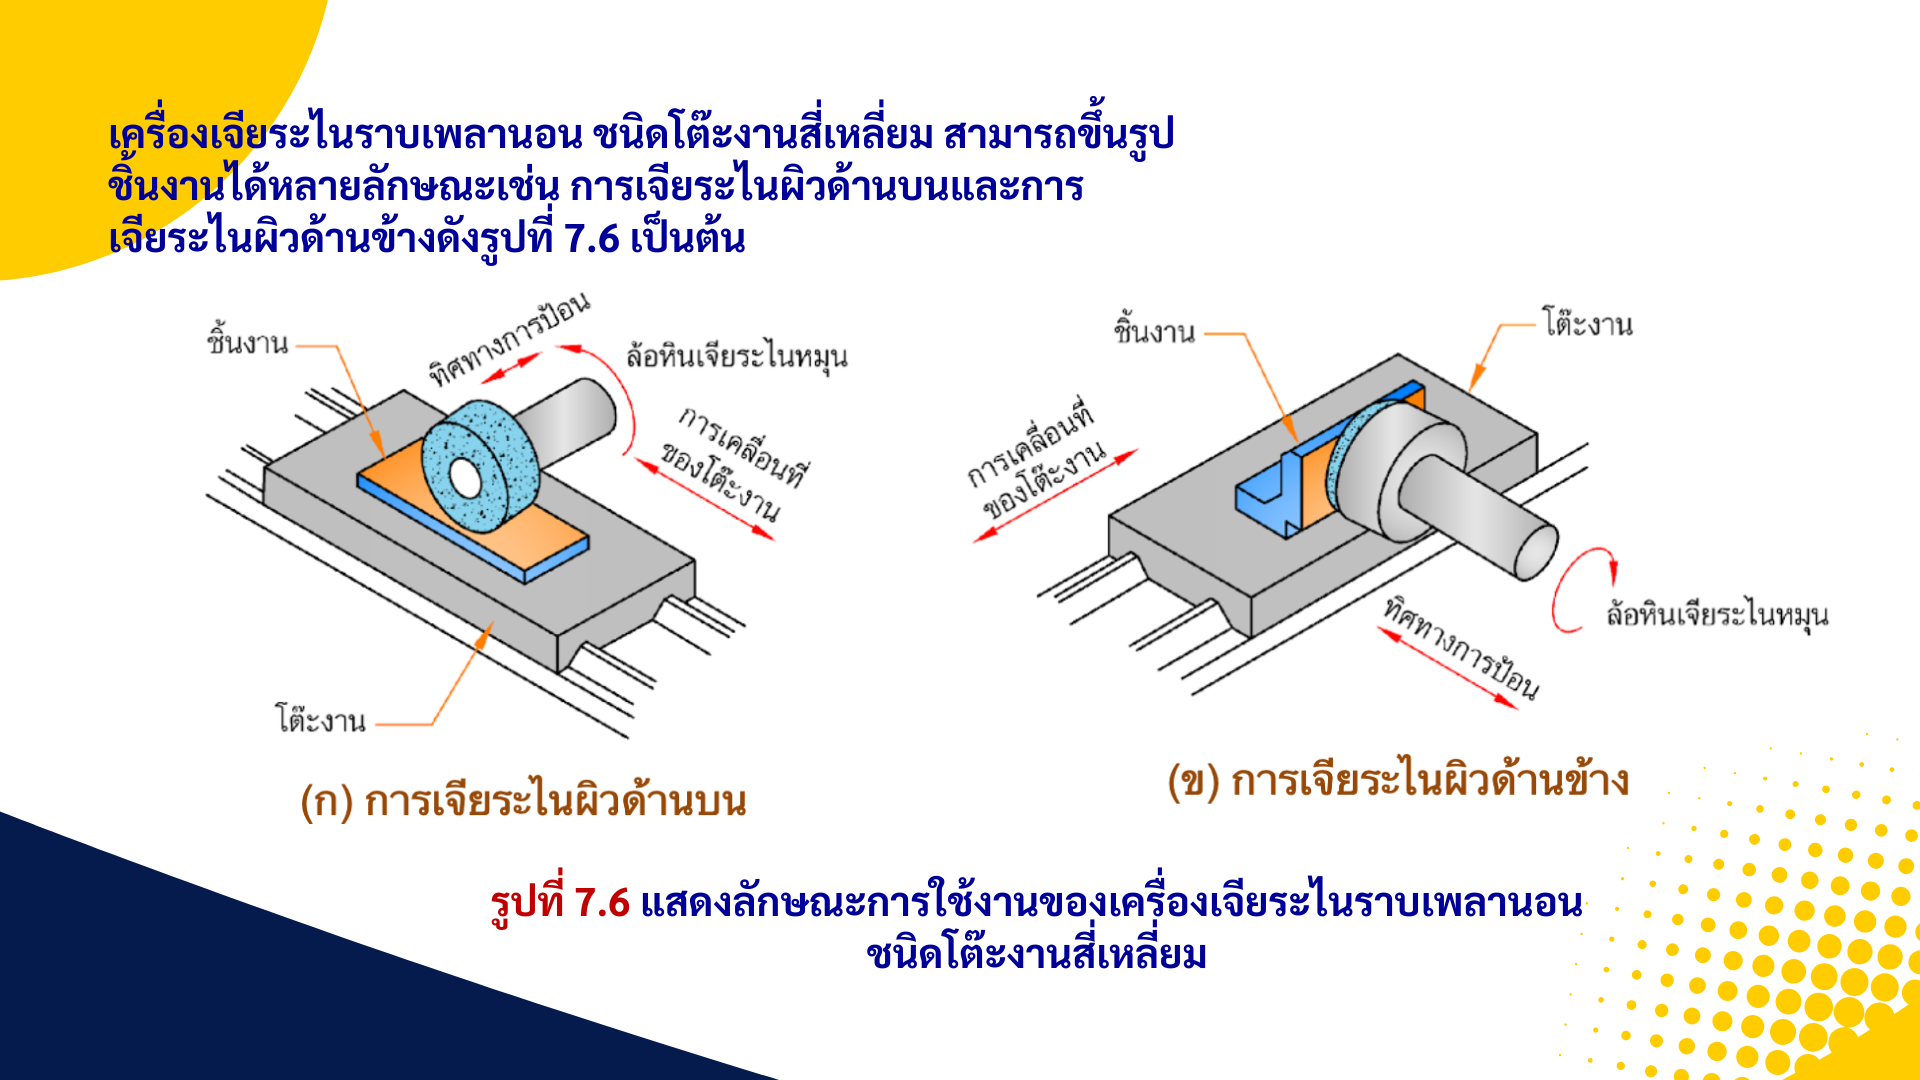 เครื่องเจียระไนราบเพลานอน ชนิดโต๊ะงานสี่เหลี่ยม สามารถขึ้นรูป
ชิ้นงานได้หลายลักษณะเช่น การเจียระไนผิวด้านบนและการ
เจียระไนผิวด้านข้างดังรูปที่ 7.6 เป็นต้น
ชิ้นงาน
ทิศทางการป้อน
ล้อหินเจียระไนหมุน
การเคลื่อนที่
ของโต๊ะงาน
โต๊ะงาน
(ก) การเจียระไนผิวด้านบน
ชิ้นงาน
โต๊ะงาน
การเคลื่อนที่
ของโต๊ะงาน
ล้อหินเจียระไนหมุน
ทิศทางการป้อน
(ข) การเจียระไนผิวด้านข้าง
รูปที่ 7.6 แสดงลักษณะการใช้งานของเครื่องเจียระไนราบเพลานอน
ชนิดโต๊ะงานสี่เหลี่ยม